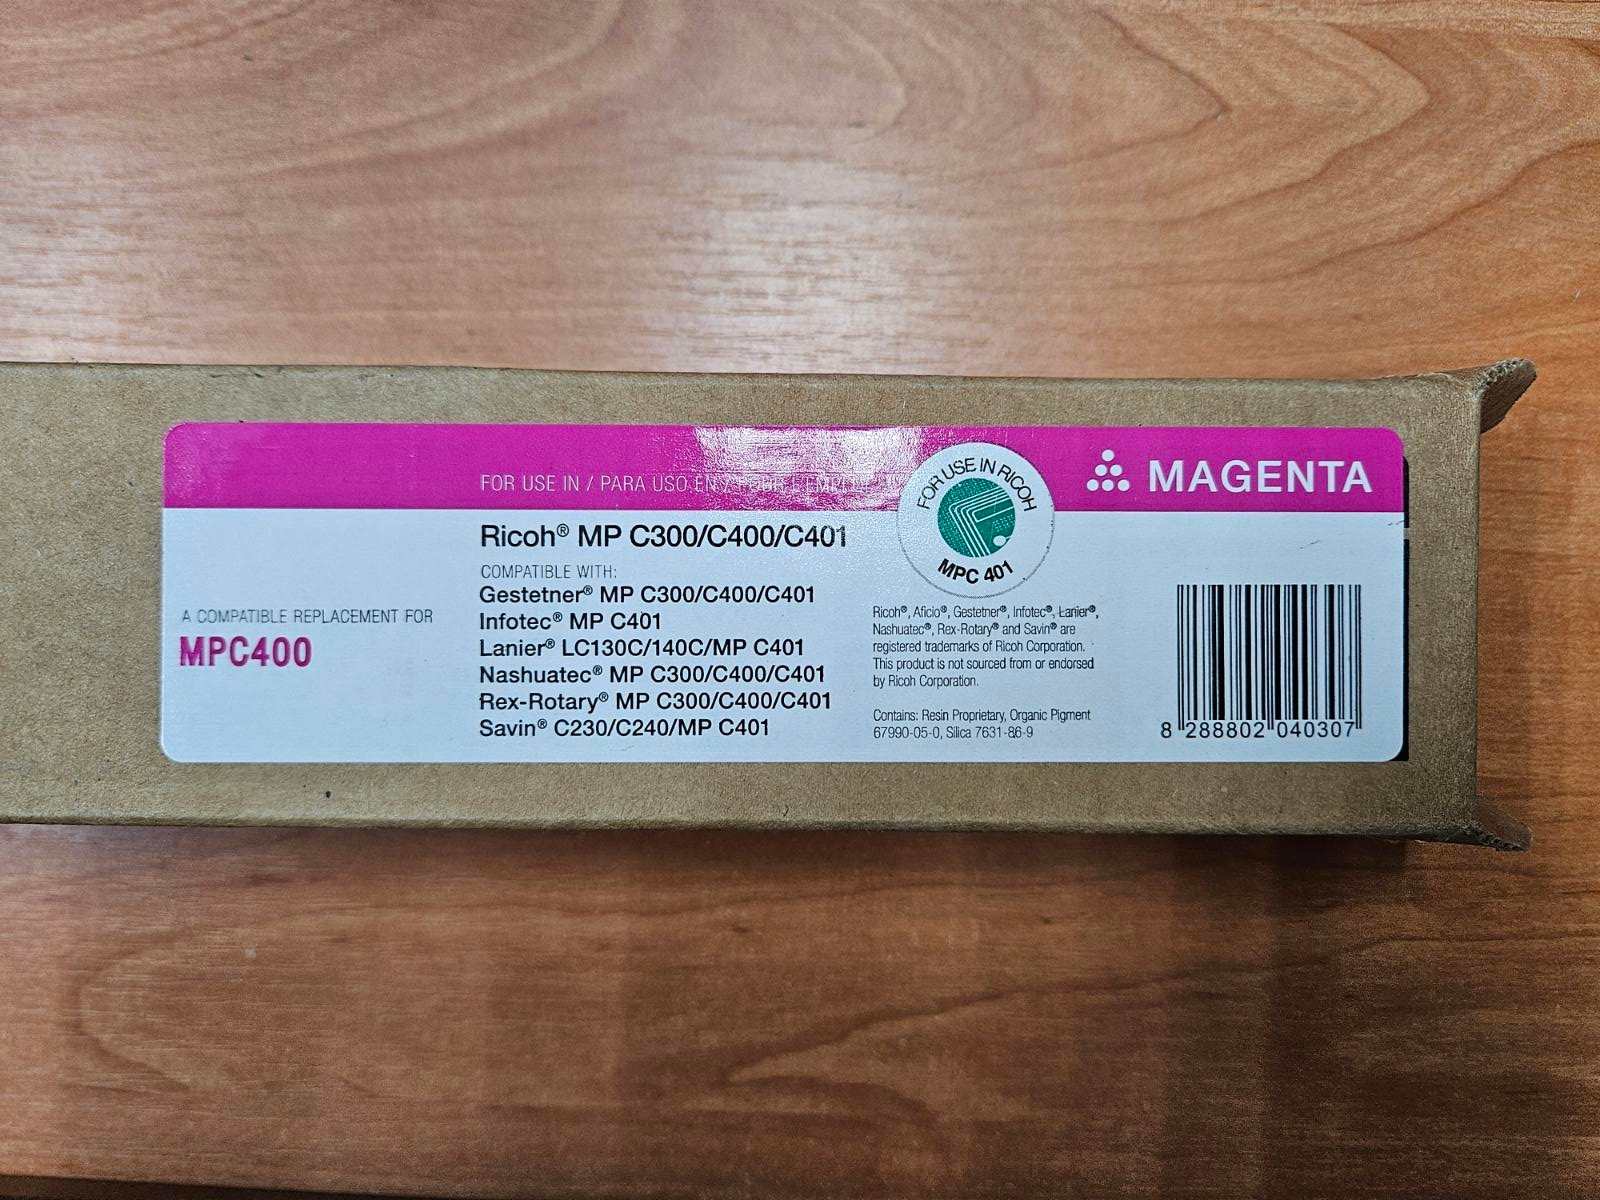 FOR USE IN / PARA USO EN / POUR L'EMPLOI
MAGENTA
FOR USE IN RICOH
MPC 401
Ricoh® MP C300/C400/C401
COMPATIBLE WITH:
Gestetner® MP C300/C400/C401
Infotec® MP C401
Lanier® LC130C/140C/MP C401
Nashuatec® MP C300/C400/C401
Rex-Rotary® MP C300/C400/C401
Savin® C230/C240/MP C401
A COMPATIBLE REPLACEMENT FOR
MPC400
Ricoh®, Aficio®, Gestetner®, Infotec®, Lanier®,
Nashuatec®, Rex-Rotary® and Savin® are
registered trademarks of Ricoh Corporation.
This product is not sourced from or endorsed
by Ricoh Corporation.
Contains: Resin Proprietary, Organic Pigment
67990-05-0, Silica 7631-86-9
8 288802 040307